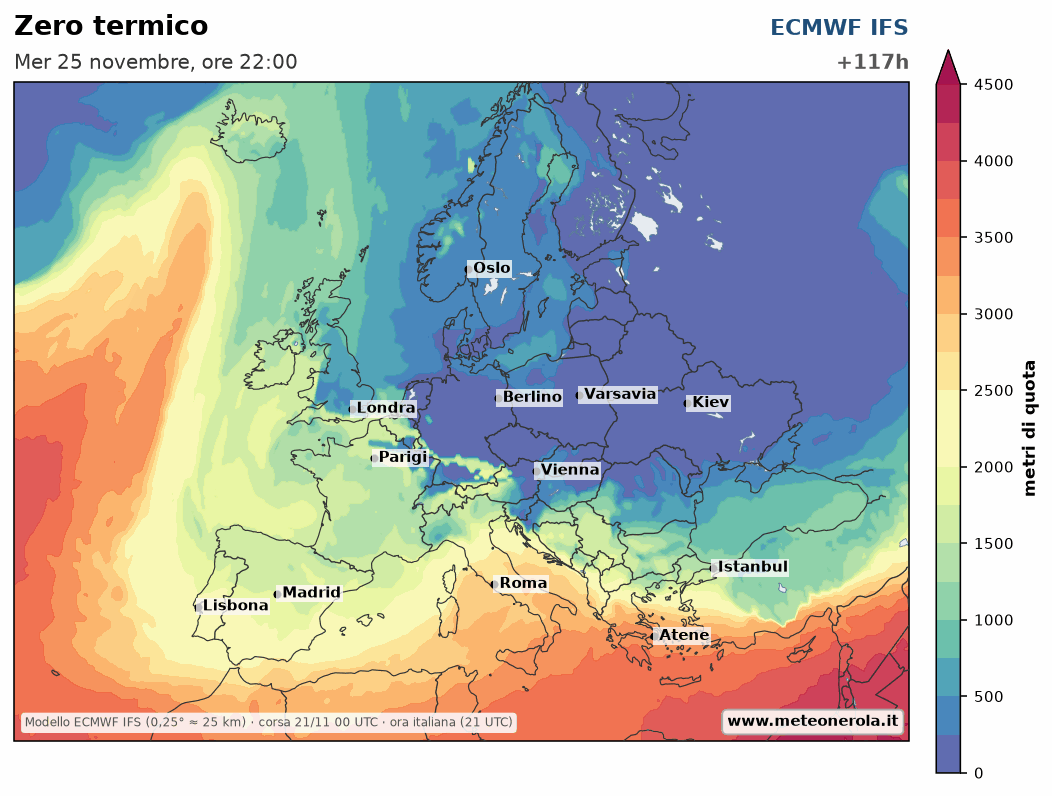 Zero termico
ECMWF IFS
Mer 25 novembre, ore 22:00
+117h
Oslo
Berlino
Varsavia
Kiev
Londra
Parigi
Vienna
Istanbul
Madrid
Roma
Lisbona
Atene
Modello ECMWF IFS (0,25° ≈ 25 km) · corsa 21/11 00 UTC · ora italiana (21 UTC)
www.meteonerola.it
4500
4000
3500
3000
2500
2000
1500
1000
500
0
metri di quota